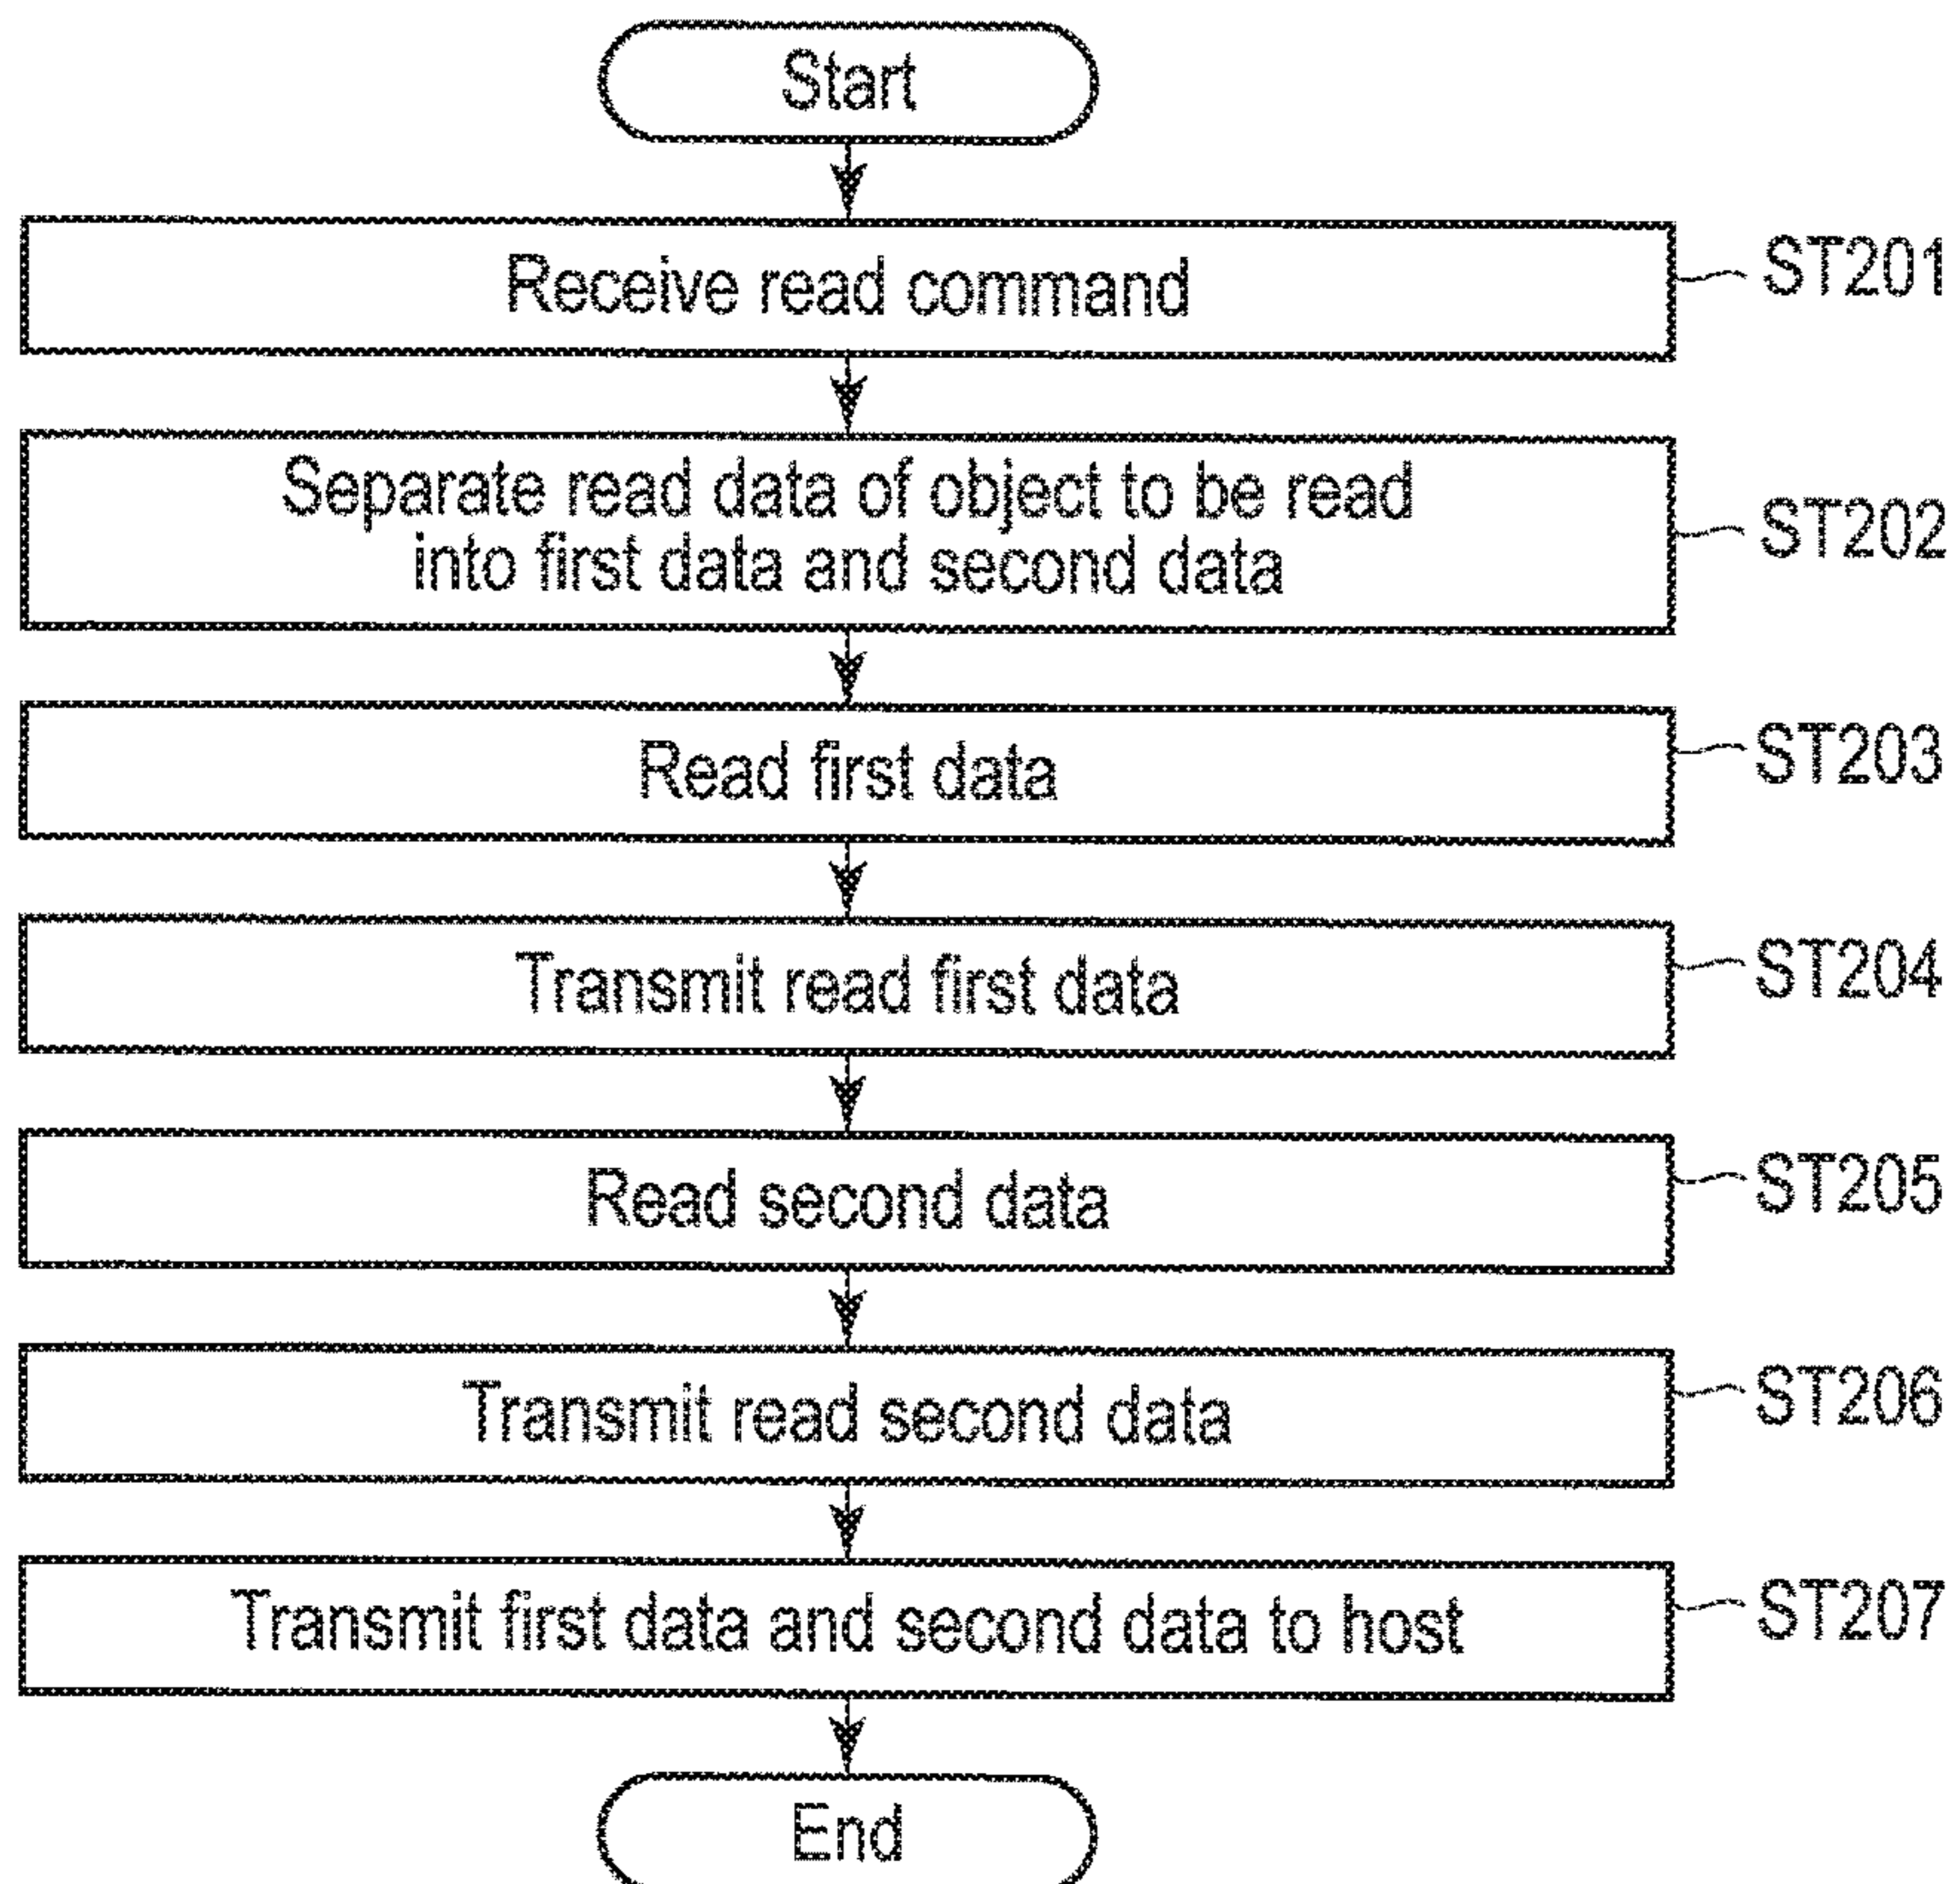 Start
Receive read command
ST201
Separate read data of object to be read
into first data and second data
ST202
Read first data
ST203
Transmit read first data
ST204
Read second data
ST205
Transmit read second data
ST206
Transmit first data and second data to host
ST207
End